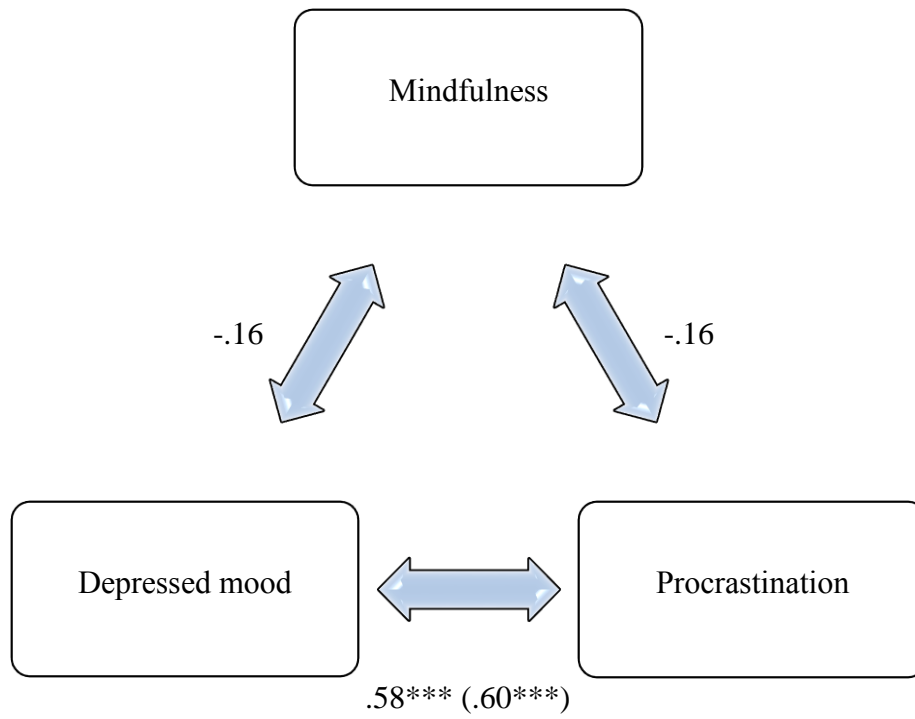 Mindfulness
-.16
-.16
Depressed mood
Procrastination
.58*** (.60***)